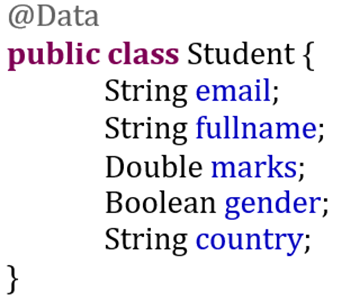 @Data
public class Student {
String email;
String fullname;
Double marks;
Boolean gender;
String country;
}